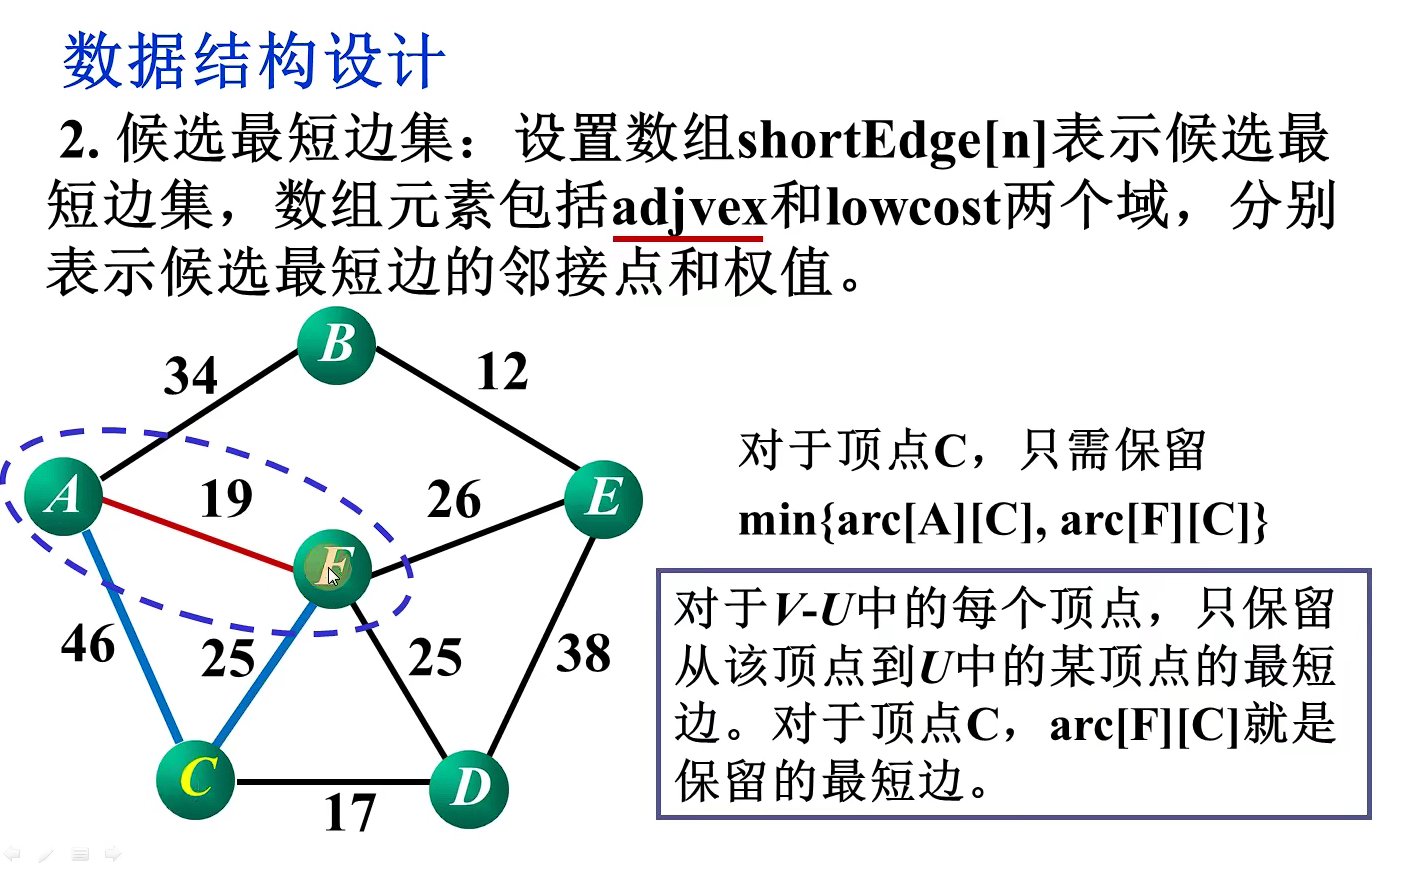 数据结构设计
2. 候选最短边集：设置数组shortEdge[n]表示候选最
短边集，数组元素包括adjvex和lowcost两个域，分别
表示候选最短边的邻接点和权值。
B
34
12
对于顶点C，只需保留
A
19
26
E
min{arc[A][C], arc[F][C]}
F
对于V-U中的每个顶点，只保留
46
25
25
38
从该顶点到U中的某顶点的最短
边。对于顶点C，arc[F][C]就是
C
D
保留的最短边。
17